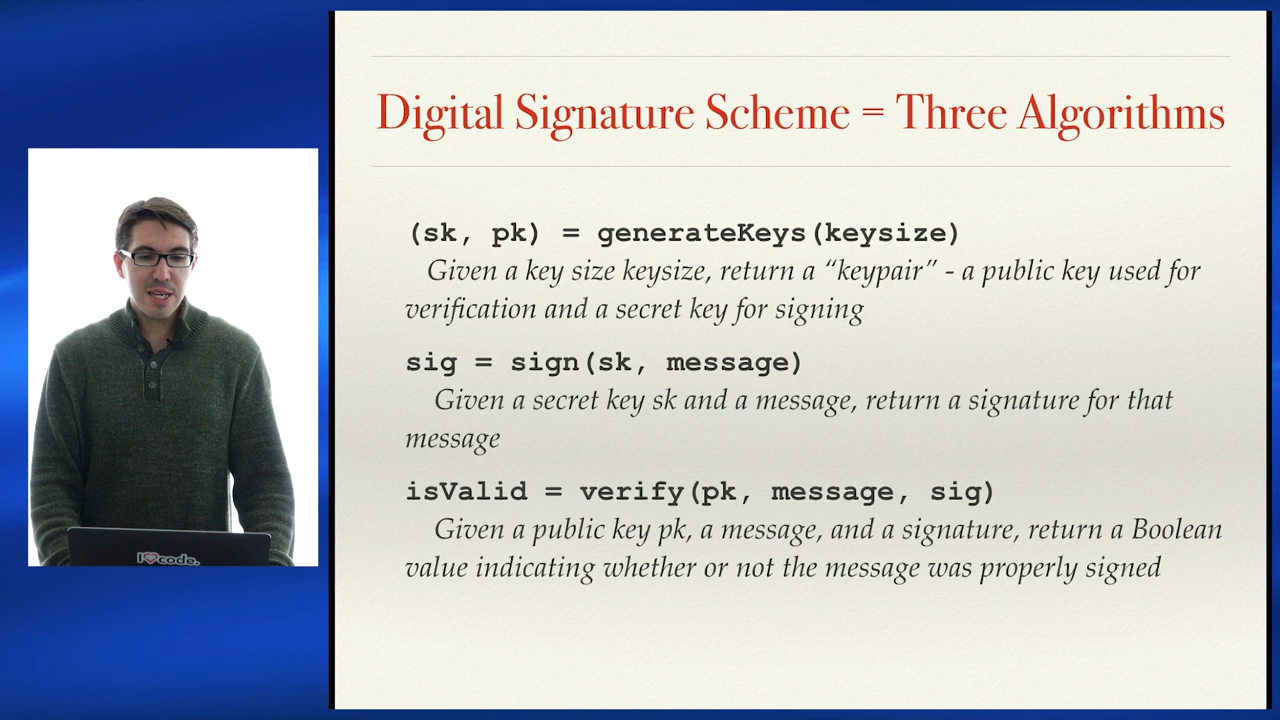 Digital Signature Scheme = Three Algorithms
(sk, pk) = generateKeys(keysize)
Given a key size keysize, return a “keypair” - a public key used for
verification and a secret key for signing
sig = sign(sk, message)
Given a secret key sk and a message, return a signature for that
message
isValid = verify(pk, message, sig)
Given a public key pk, a message, and a signature, return a Boolean
value indicating whether or not the message was properly signed
I❤code.